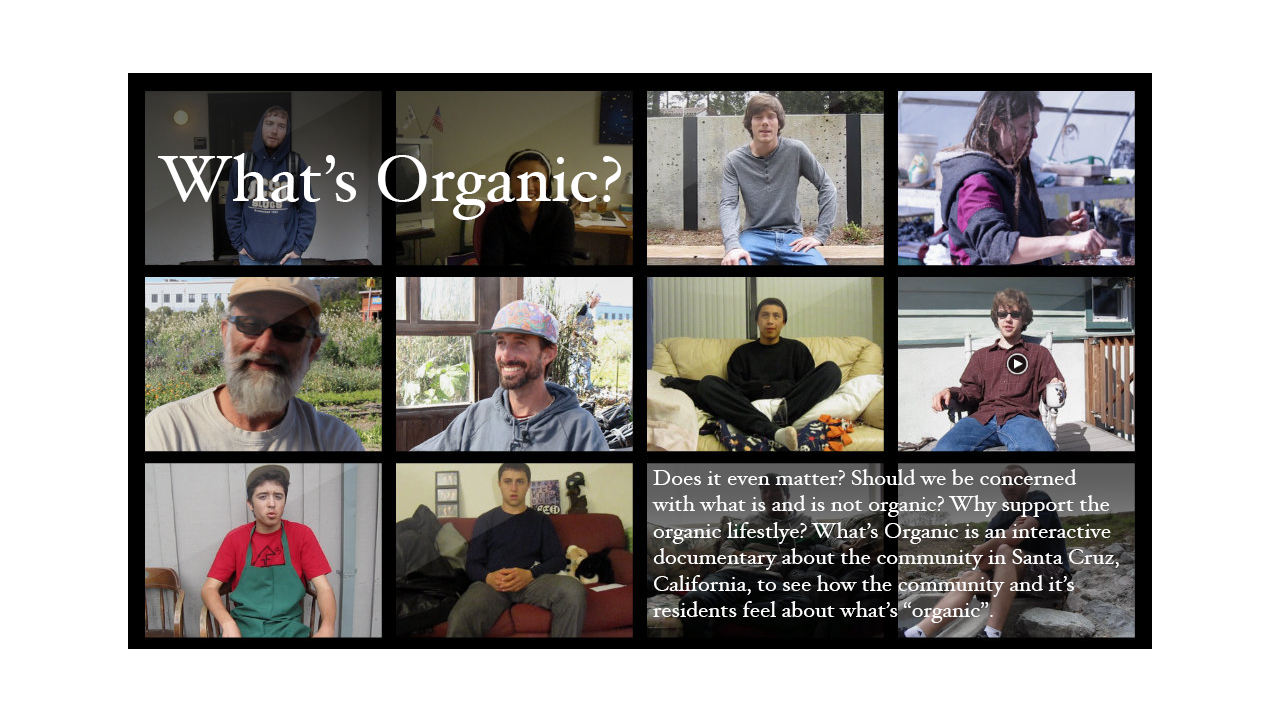 What's Organic?
SLUGS
Does it even matter? Should we be concerned
with what is and is not organic? Why support the
organic lifestlye? What's Organic is an interactive
documentary about the community in Santa Cruz,
California, to see how the community and it's
residents feel about what's “organic”.